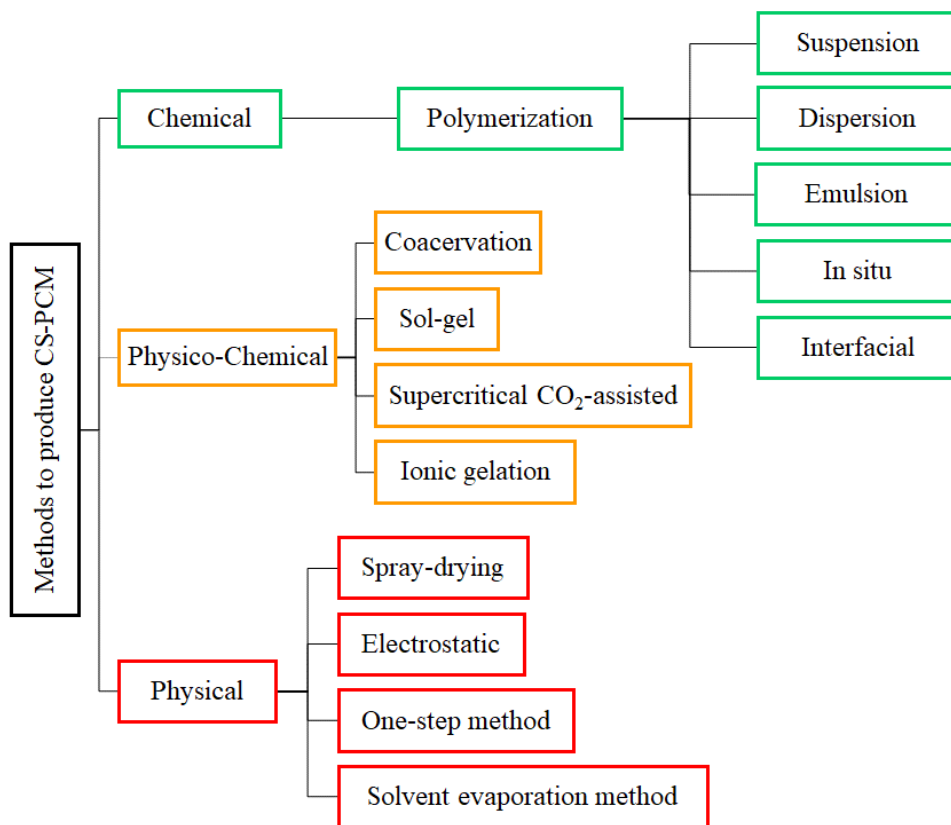 Methods to produce CS-PCM
Chemical
Polymerization
Suspension
Dispersion
Emulsion
In situ
Interfacial
Physico-Chemical
Coacervation
Sol-gel
Supercritical CO₂-assisted
Ionic gelation
Physical
Spray-drying
Electrostatic
One-step method
Solvent evaporation method